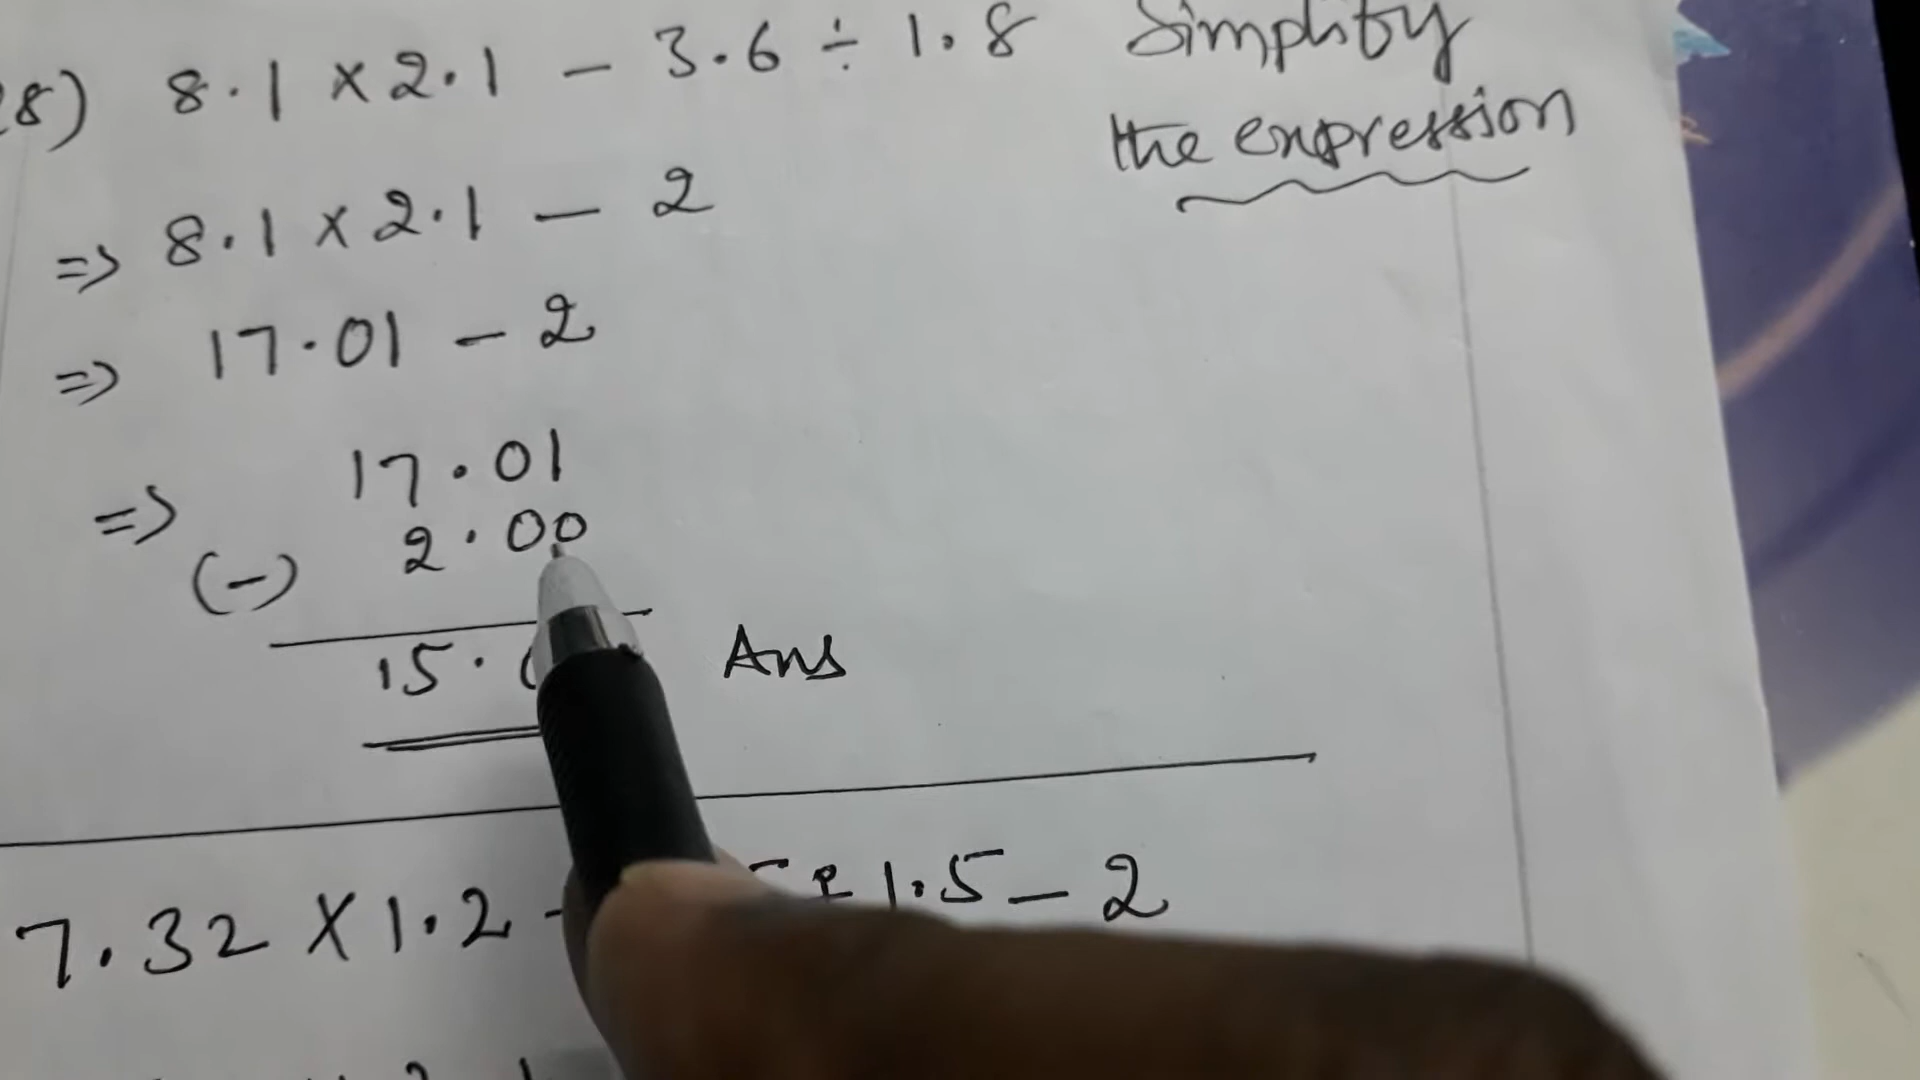 28) 8.1 × 2.1 – 3.6 ÷ 1.8 Simplify
the expression
=> 8.1 × 2.1 – 2
=> 17.01 – 2
=> 17.01
(-) 2.00
15. Ans
7.32 × 1.2 - 1.5 – 2